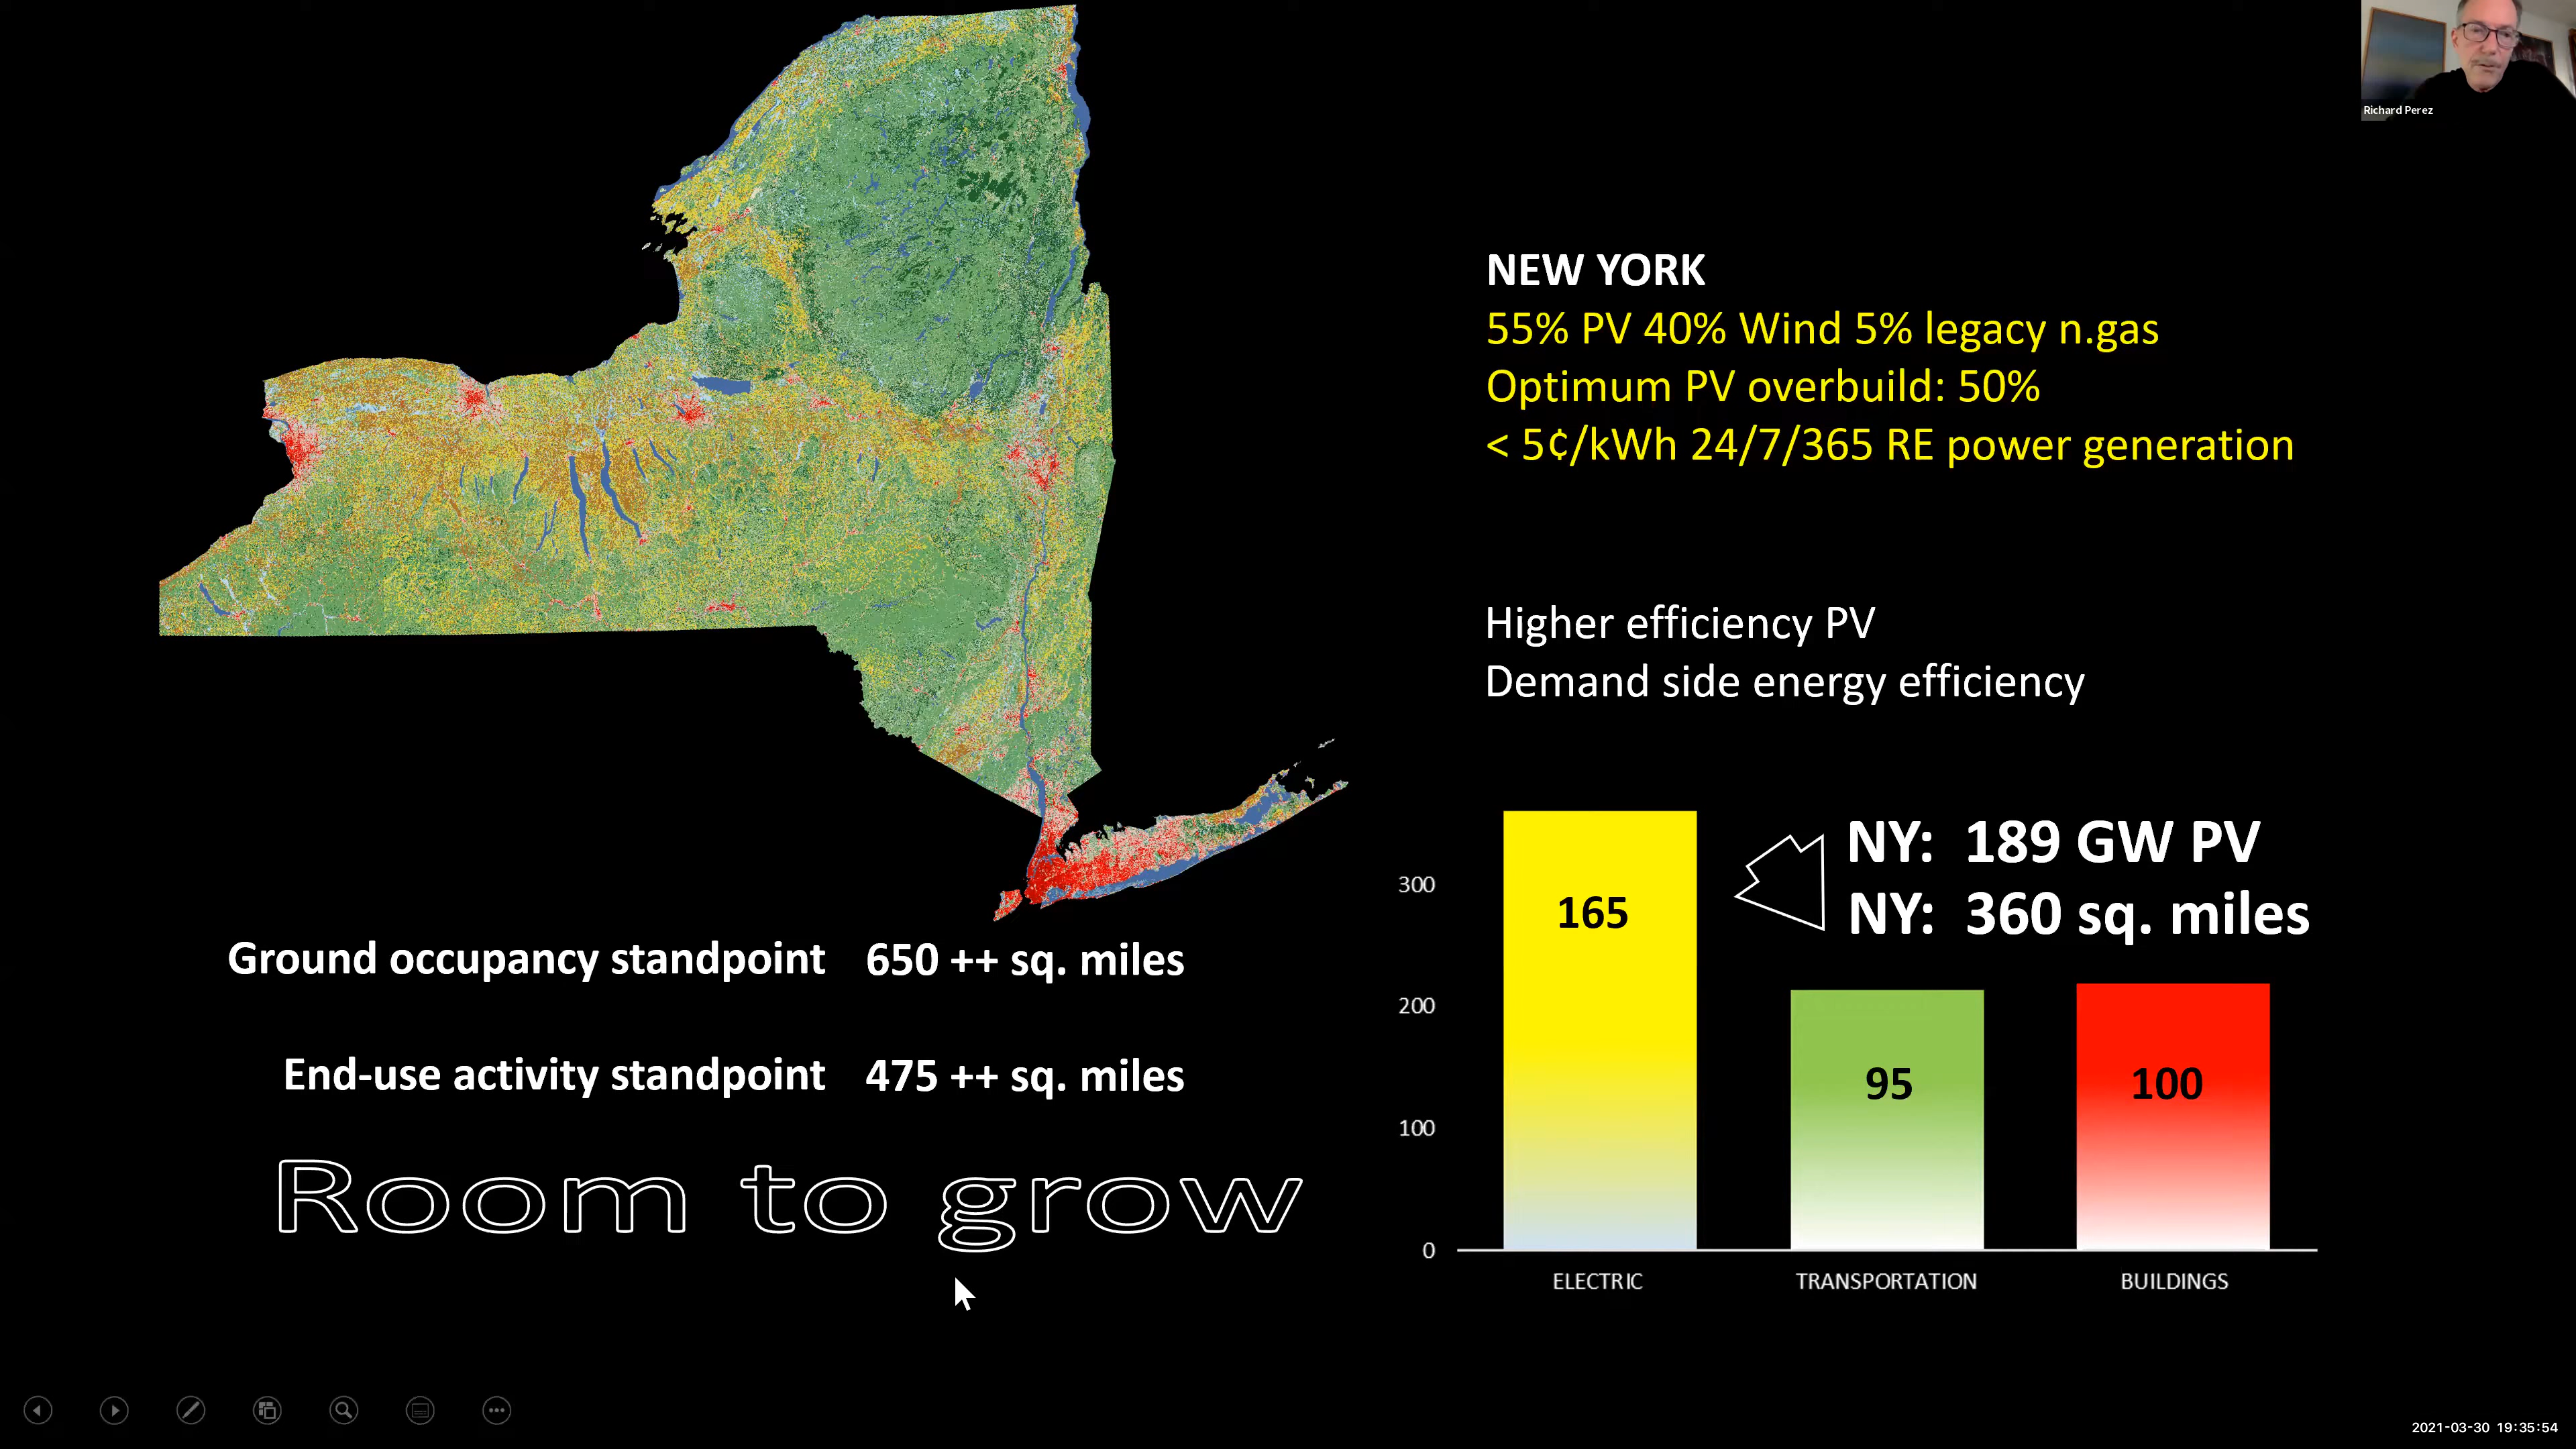 Richard Perez
NEW YORK
55% PV 40% Wind 5% legacy n.gas
Optimum PV overbuild: 50%
< 5¢/kWh 24/7/365 RE power generation
Higher efficiency PV
Demand side energy efficiency
NY: 189 GW PV
NY: 360 sq. miles
300
200
100
0
165
95
100
ELECTRIC
TRANSPORTATION
BUILDINGS
Ground occupancy standpoint 650 ++ sq. miles
End-use activity standpoint 475 ++ sq. miles
Room to grow
2021-03-30 19:35:54